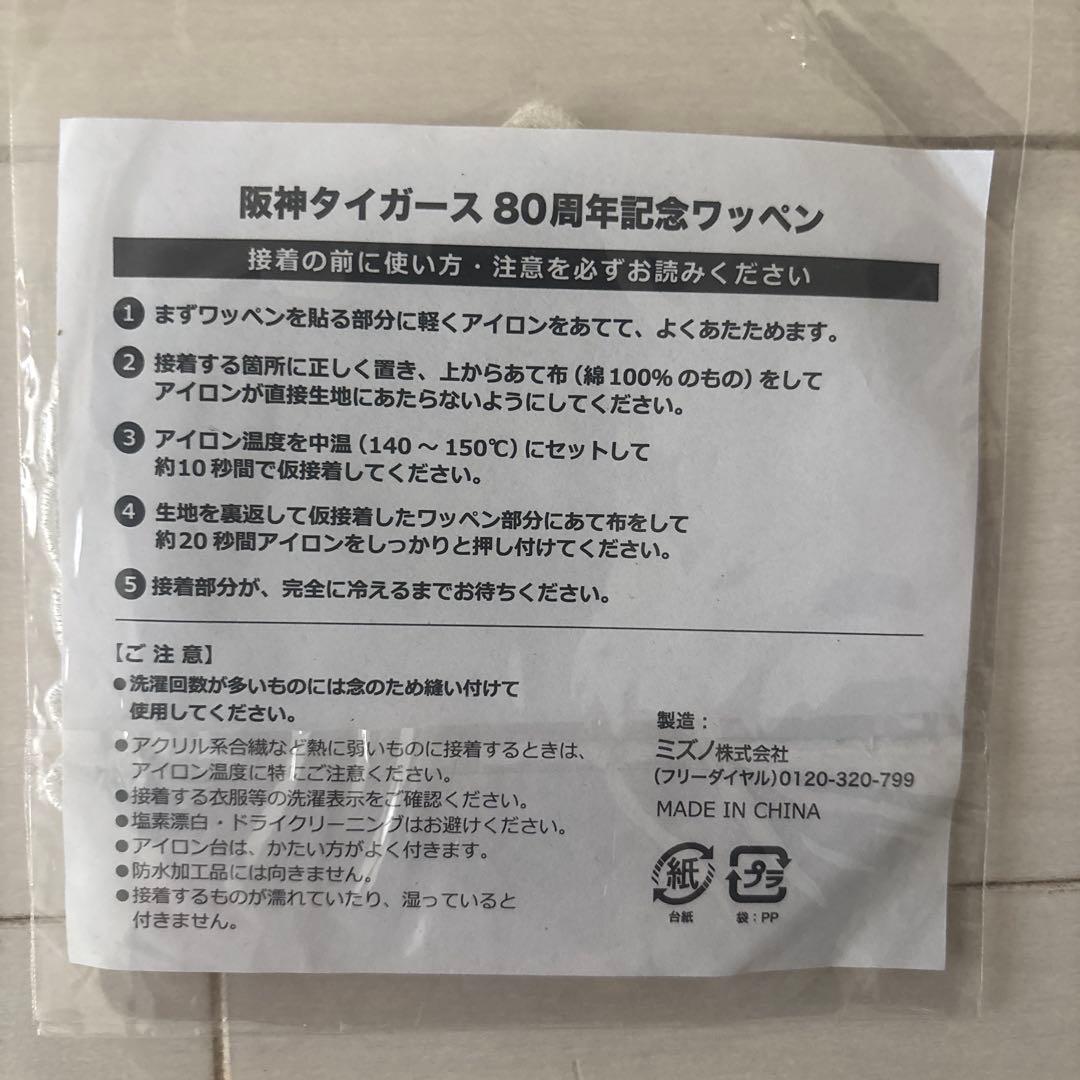 阪神タイガース 80周年記念ワッペン
接着の前に使い方・注意を必ずお読みください
1 まずワッペンを貼る部分に軽くアイロンをあてて、よくあたためます。
2 接着する箇所に正しく置き、上からあて布（綿100% のもの）をして
アイロンが直接生地にあたらないようにしてください。
3 アイロン温度を中温（140 ～ 150℃）にセットして
約10 秒間で仮接着してください。
4 生地を裏返して仮接着したワッペン部分にあて布をして
約20 秒間アイロンをしっかりと押し付けてください。
5 接着部分が、完全に冷えるまでお待ちください。
【ご 注 意】
●洗濯回数が多いものには念のため縫い付けて
使用してください。
●アクリル系合繊など熱に弱いものに接着するときは、
アイロン温度に特にご注意ください。
●接着する衣服等の洗濯表示をご確認ください。
●塩素漂白・ドライクリーニングはお避けください。
●アイロン台は、かたい方がよく付きます。
●防水加工品には向きません。
●接着するものが濡れていたり、湿っていると
付きません。
製造：
ミズノ株式会社
（フリーダイヤル）0120-320-799
MADE IN CHINA
紙 プラ
台紙 袋：PP